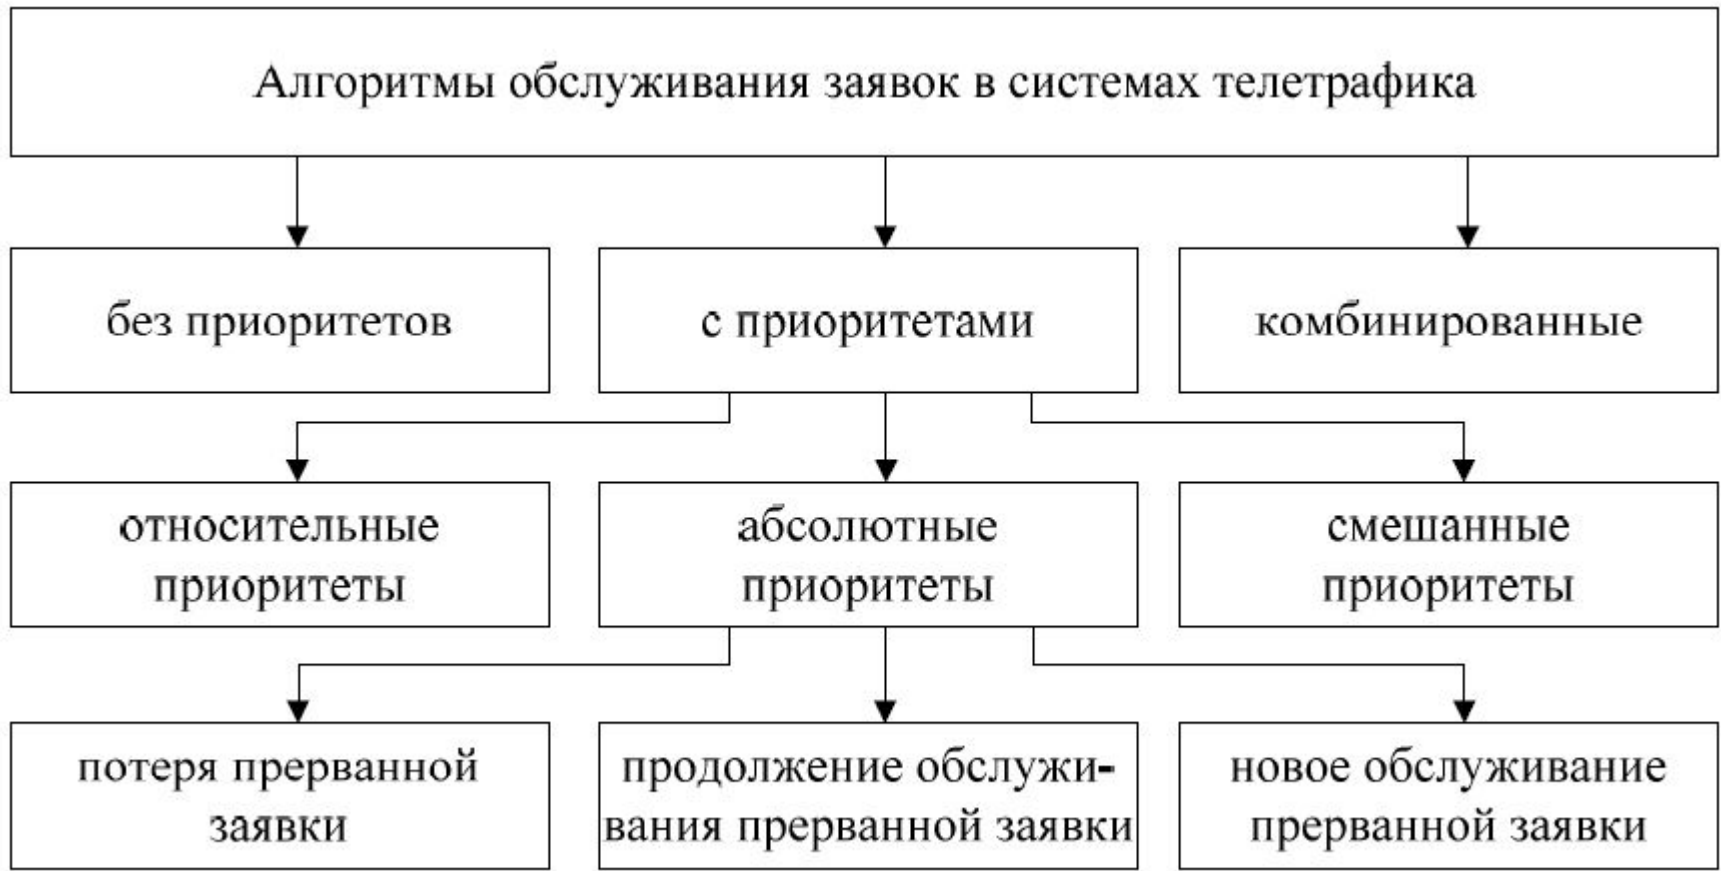 Алгоритмы обслуживания заявок в системах телетрафика
без приоритетов
с приоритетами
комбинированные
относительные
приоритеты
абсолютные
приоритеты
смешанные
приоритеты
потеря прерванной
заявки
продолжение обслужи-
вания прерванной заявки
новое обслуживание
прерванной заявки